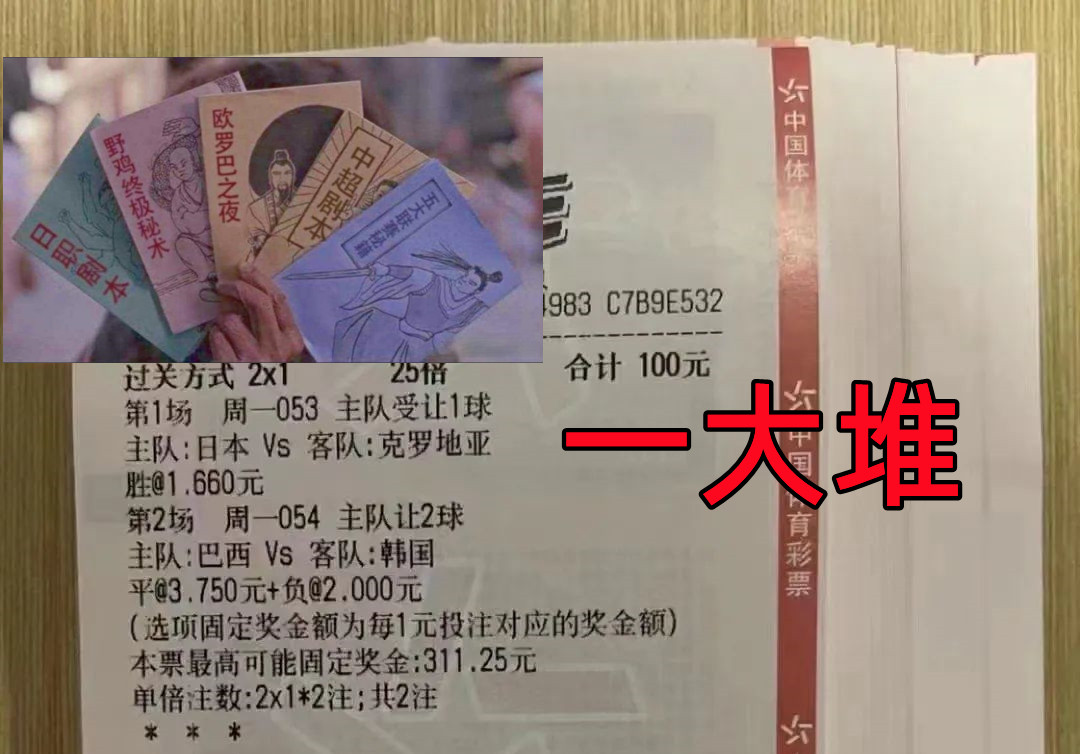 日职剧本
野鸡终极秘术
欧罗巴之夜
中超剧本
五大联赛秘籍
4983 C7B9E532
过关方式 2x1 25倍 合计 100元
第1场 周一053 主队受让1球
主队:日本 Vs 客队:克罗地亚
胜@1.660元
第2场 周一054 主队让2球
主队:巴西 Vs 客队:韩国
平@3.750元+负@2.000元
(选项固定奖金额为每1元投注对应的奖金额)
本票最高可能固定奖金:311.25元
单倍注数:2x1*2注;共2注
* * *
一大堆
中国体育彩票
中国体育彩票